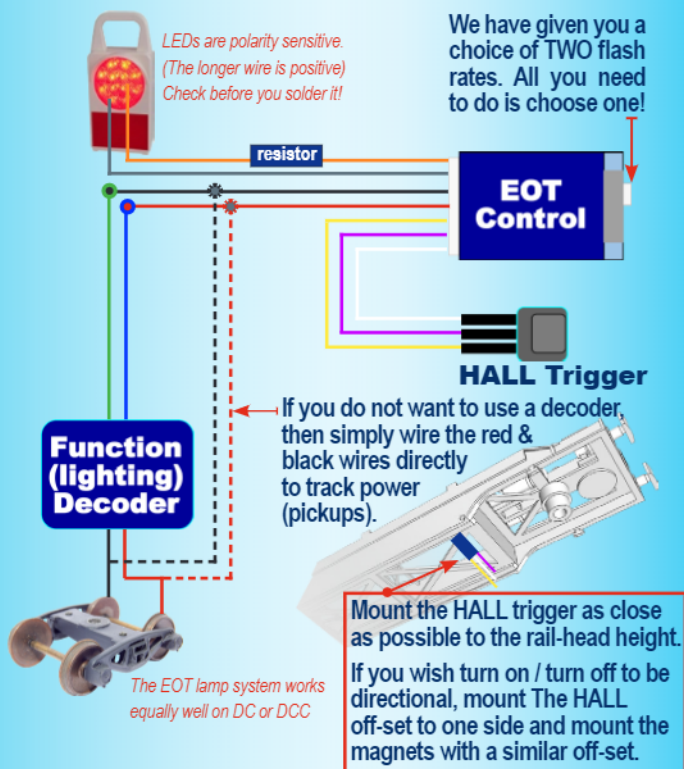 LEDs are polarity sensitive.
(The longer wire is positive)
Check before you solder it!
We have given you a
choice of TWO flash
rates. All you need
to do is choose one!
resistor
EOT
Control
HALL Trigger
If you do not want to use a decoder,
then simply wire the red &
black wires directly
to track power
(pickups).
Function
(lighting)
Decoder
Mount the HALL trigger as close
as possible to the rail-head height.
If you wish turn on / turn off to be
directional, mount The HALL
off-set to one side and mount the
magnets with a similar off-set.
The EOT lamp system works
equally well on DC or DCC